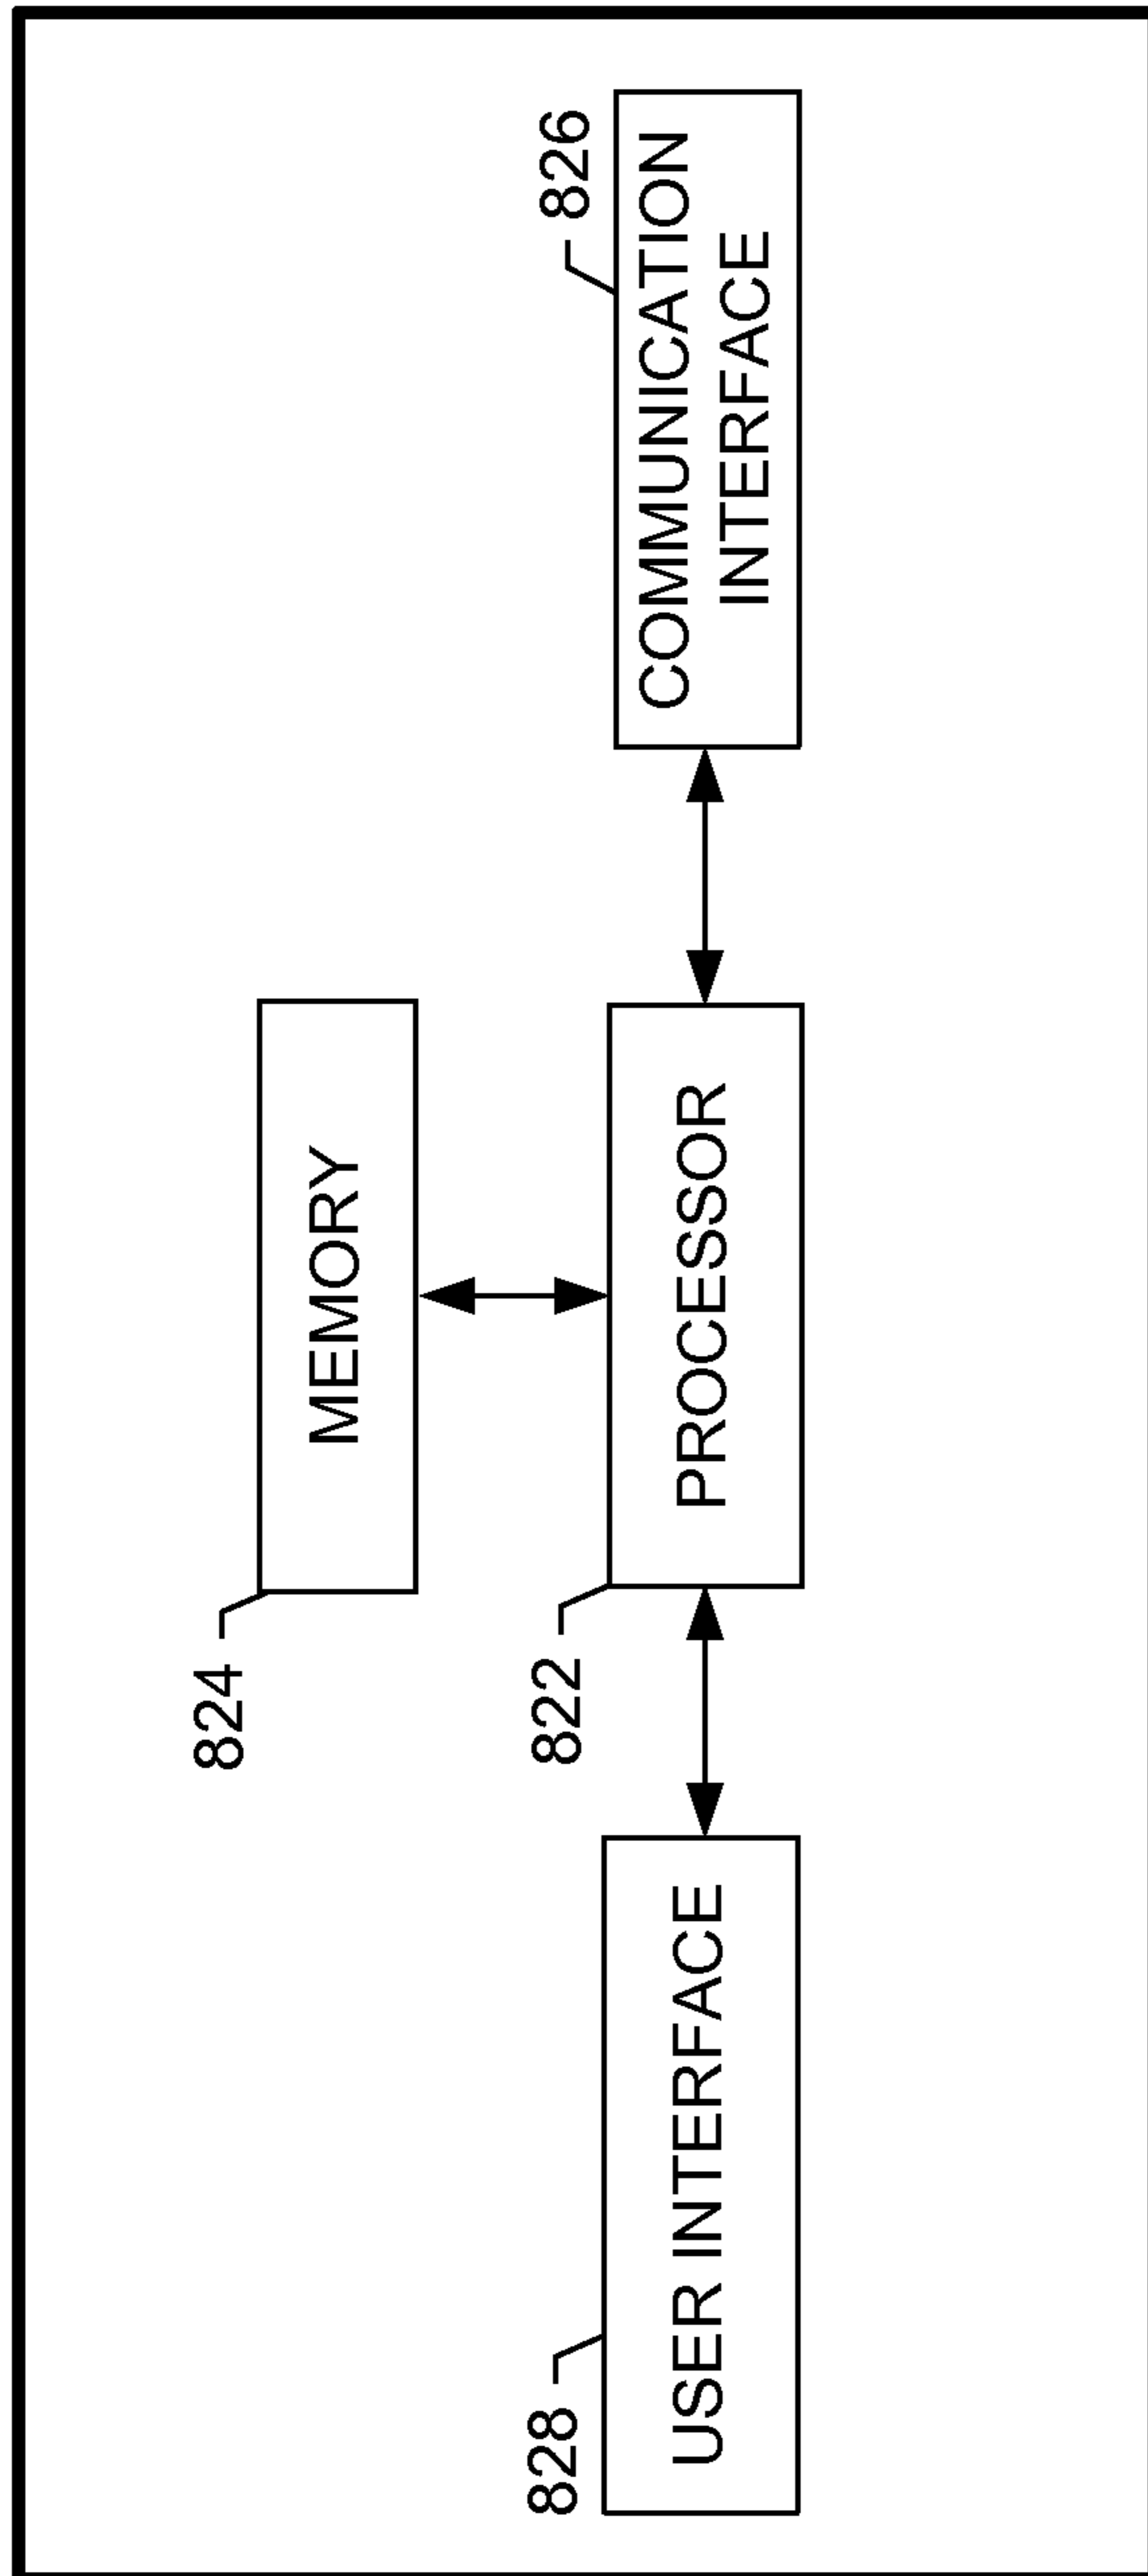 824
MEMORY
828
USER INTERFACE
822
PROCESSOR
826
COMMUNICATION
INTERFACE